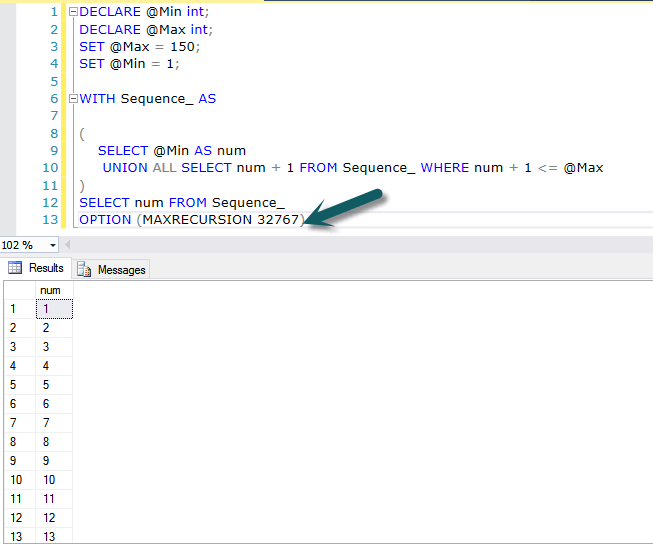 1 DECLARE @Min int;
2 DECLARE @Max int;
3 SET @Max = 150;
4 SET @Min = 1;
5
6 WITH Sequence_ AS
7
8 (
9 SELECT @Min AS num
10 UNION ALL SELECT num + 1 FROM Sequence_ WHERE num + 1 <= @Max
11 )
12 SELECT num FROM Sequence_
13 OPTION (MAXRECURSION 32767)
102 %
Results Messages
num
1 1
2 2
3 3
4 4
5 5
6 6
7 7
8 8
9 9
10 10
11 11
12 12
13 13